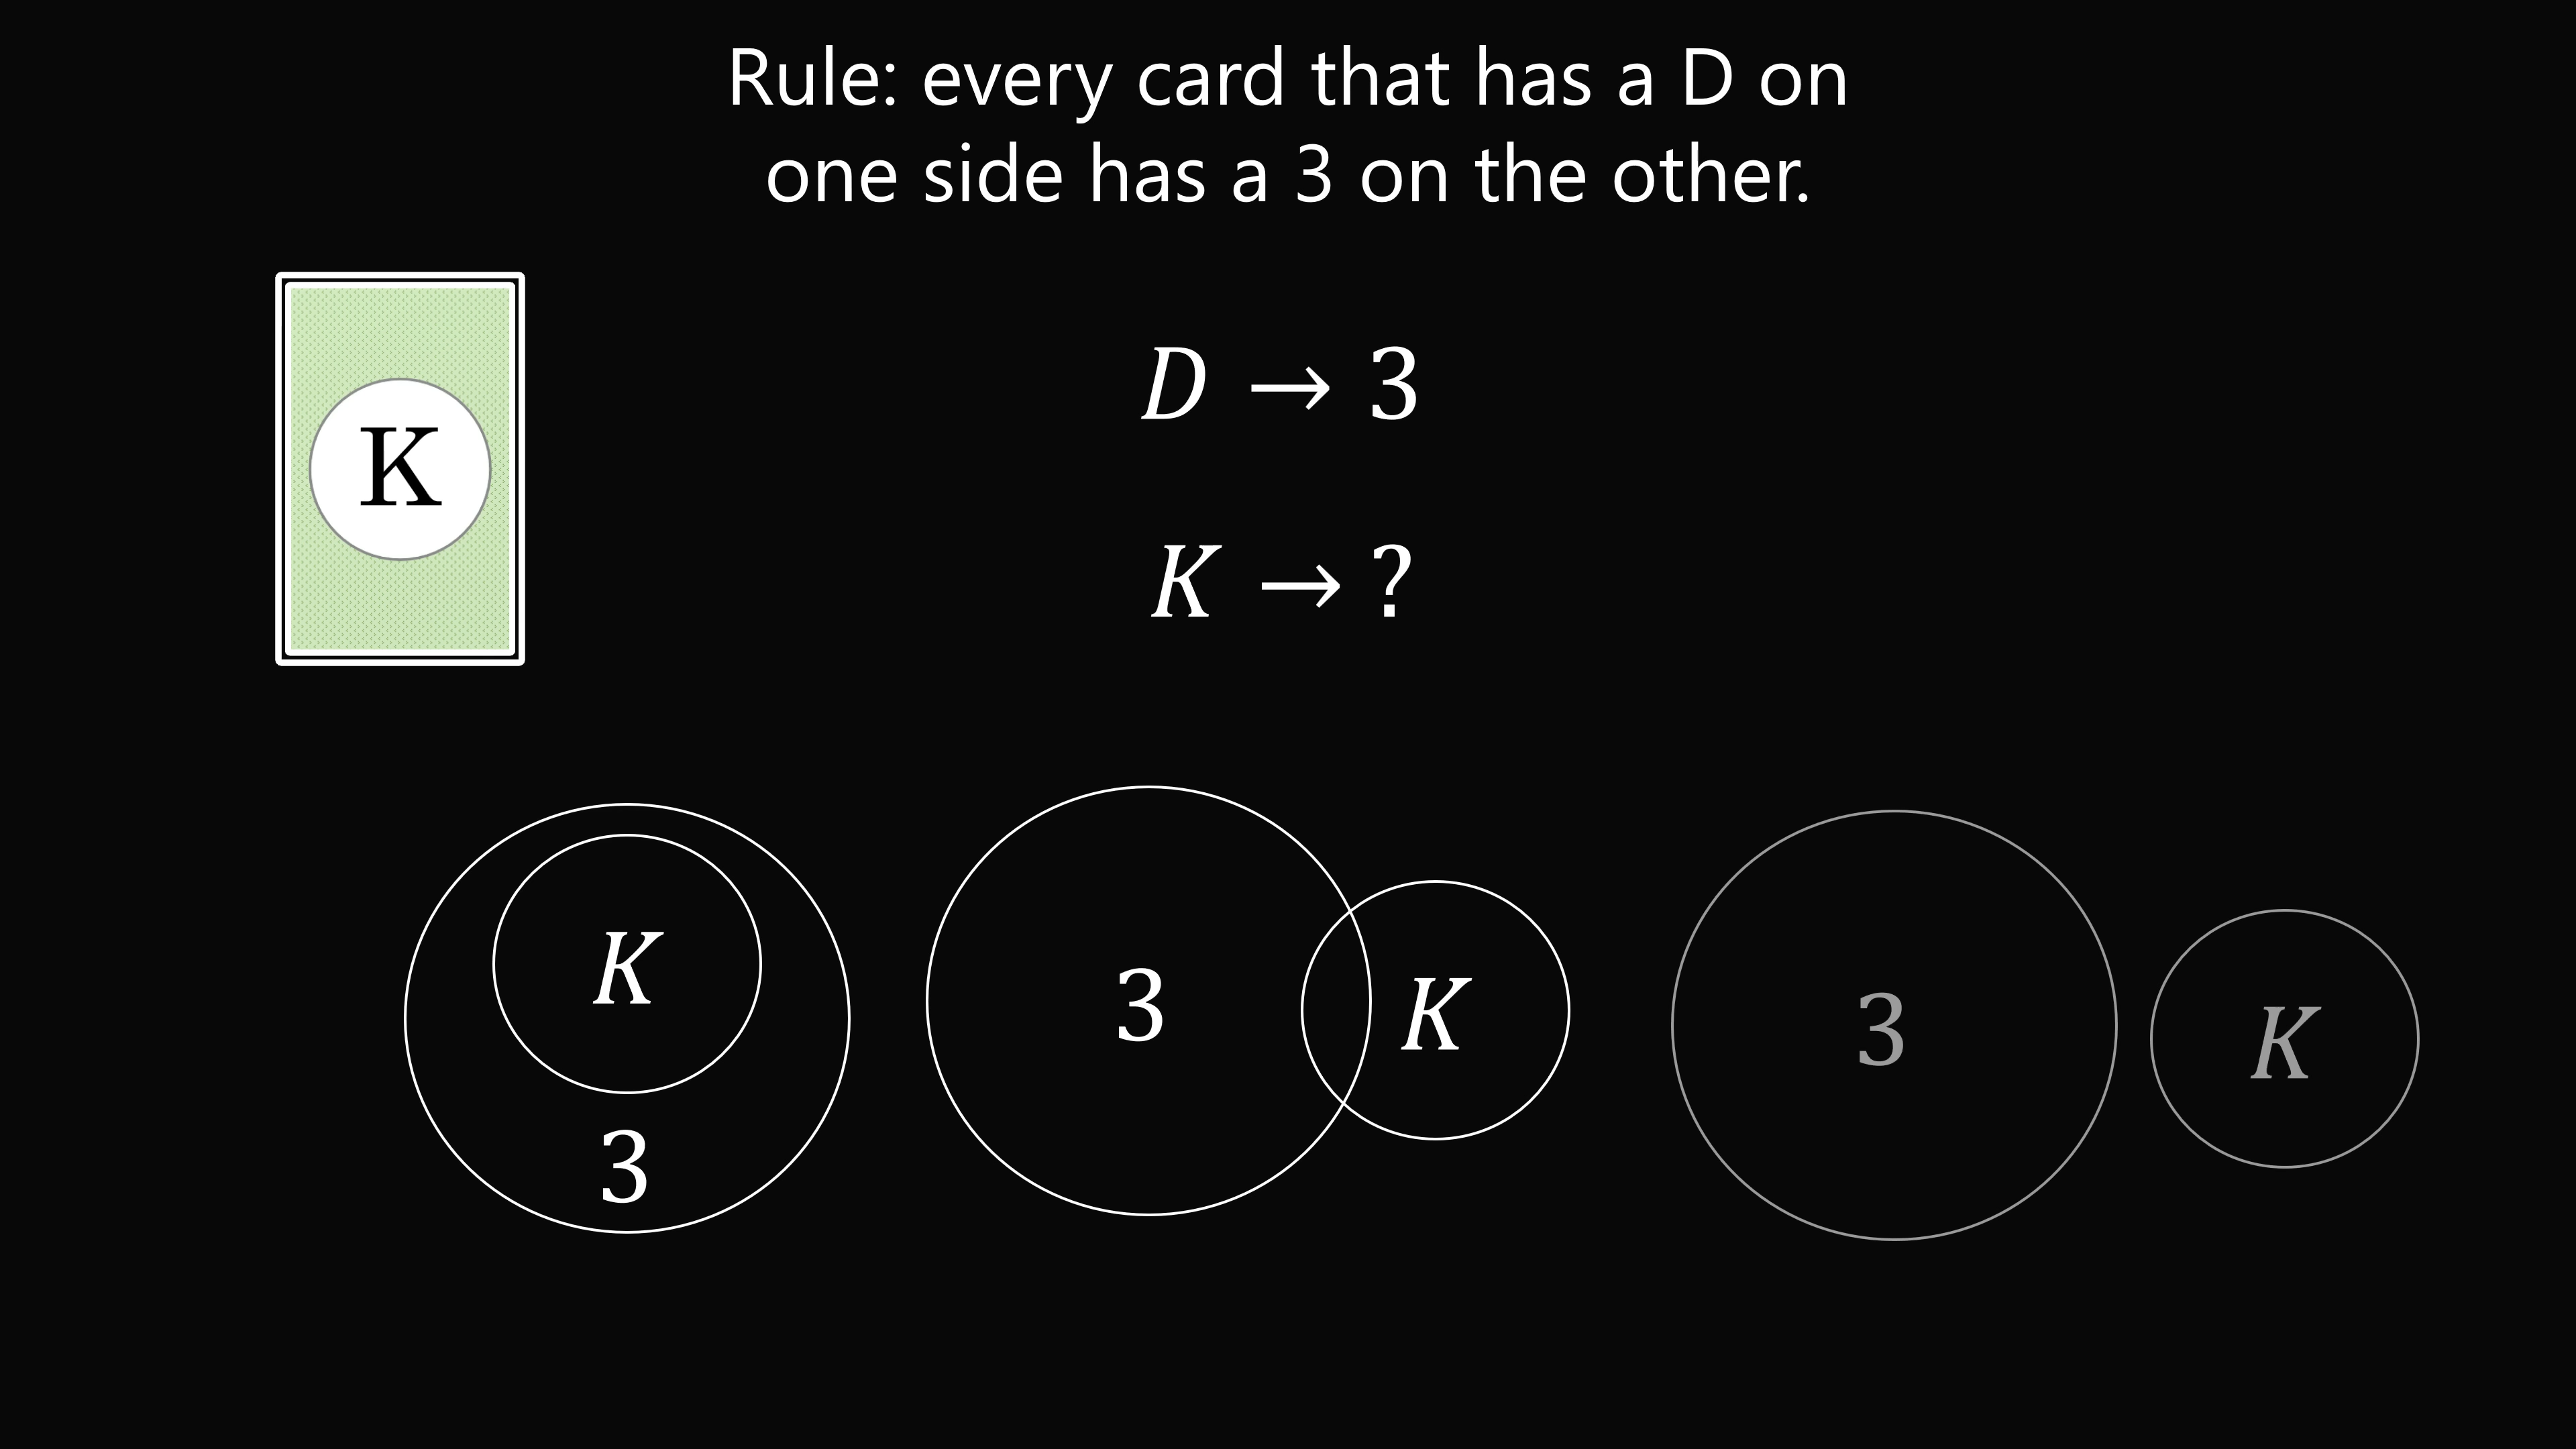 Rule: every card that has a D on
one side has a 3 on the other.
K
D → 3
K → ?
K
3
3
K
3
K